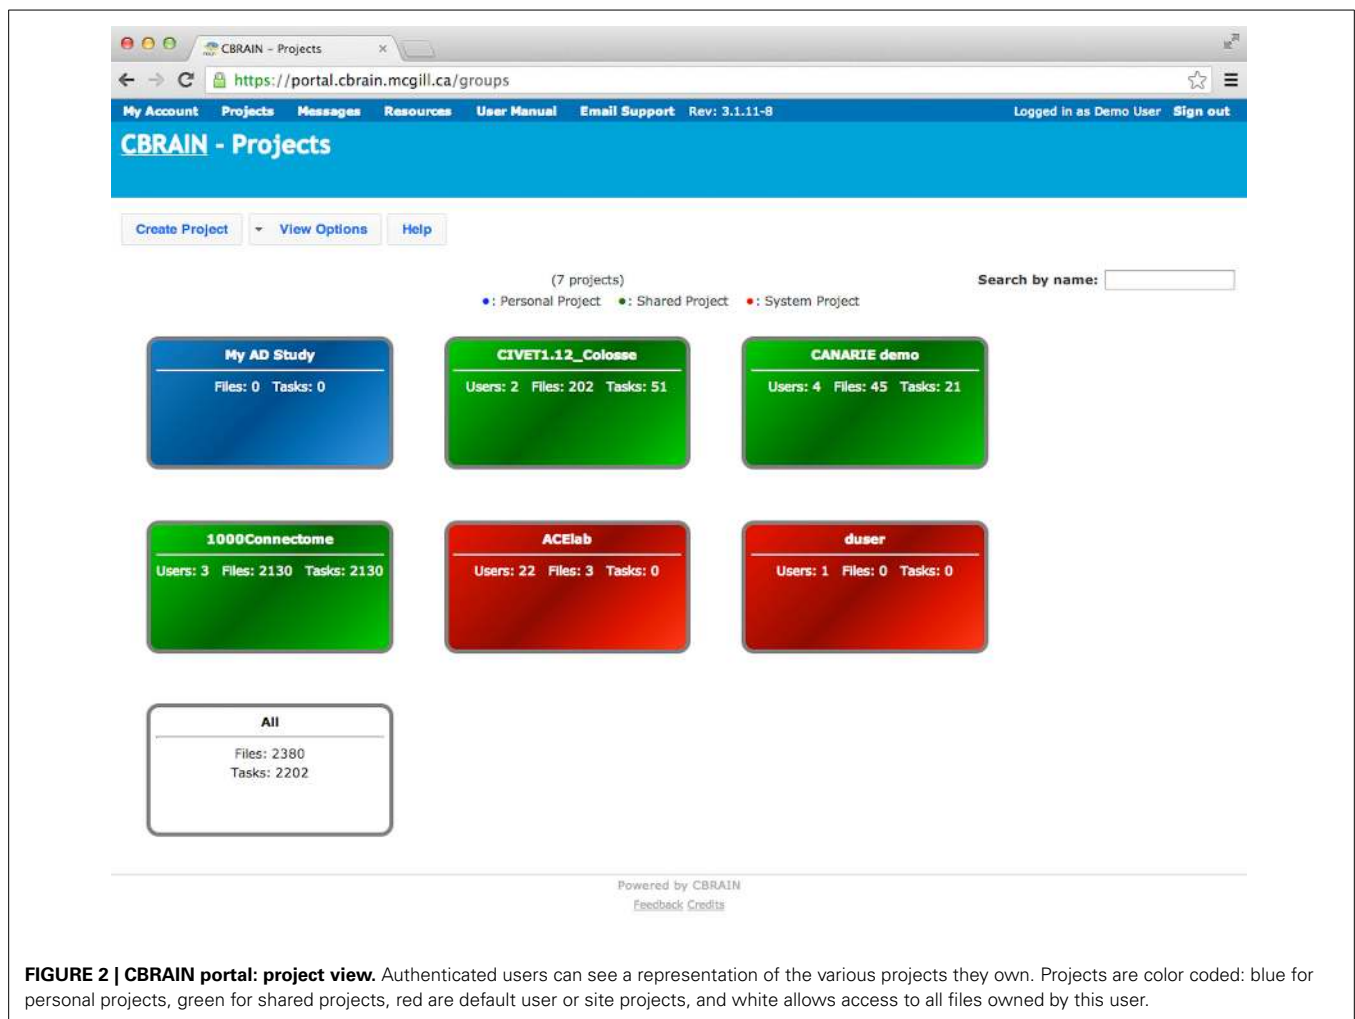 CBRAIN – Projects
https://portal.cbrain.mcgill.ca/groups
My Account Projects Messages Resources User Manual Email Support Rev: 3.1.11-8 Logged in as Demo User Sign out
CBRAIN - Projects
Create Project View Options Help
(7 projects) Search by name:
: Personal Project : Shared Project : System Project
My AD Study CIVET1.12_Colosse CANARIE demo
Files: 0 Tasks: 0 Users: 2 Files: 202 Tasks: 51 Users: 4 Files: 45 Tasks: 21
1000Connectome ACElab duser
Users: 3 Files: 2130 Tasks: 2130 Users: 22 Files: 3 Tasks: 0 Users: 1 Files: 0 Tasks: 0
All
Files: 2380
Tasks: 2202
Powered by CBRAIN
Feedback Credits
FIGURE 2 | CBRAIN portal: project view. Authenticated users can see a representation of the various projects they own. Projects are color coded: blue for
personal projects, green for shared projects, red are default user or site projects, and white allows access to all files owned by this user.